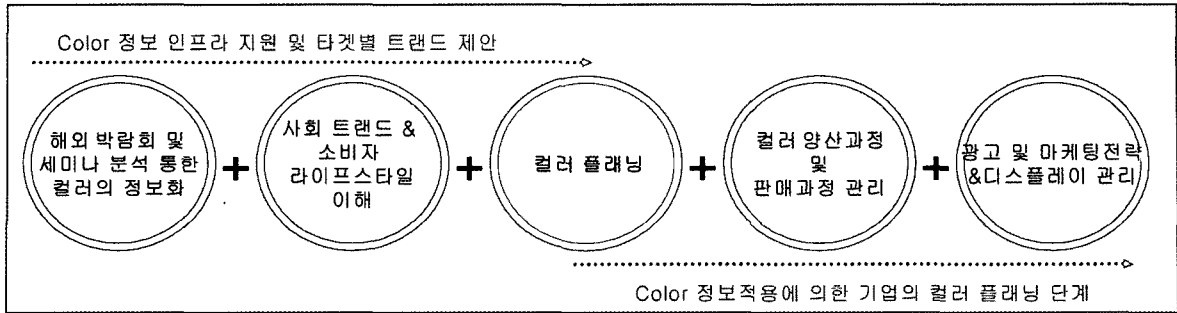 Color 정보 인프라 지원 및 타겟별 트랜드 제안
해외 박람회 및
세미나 분석 통한
컬러의 정보화
+
사회 트랜드 &
소비자
라이프스타일
이해
+
컬러 플래닝
+
컬러 양산과정
및
판매과정 관리
+
광고 및 마케팅전략
&디스플레이 관리
Color 정보적용에 의한 기업의 컬러 플래닝 단계